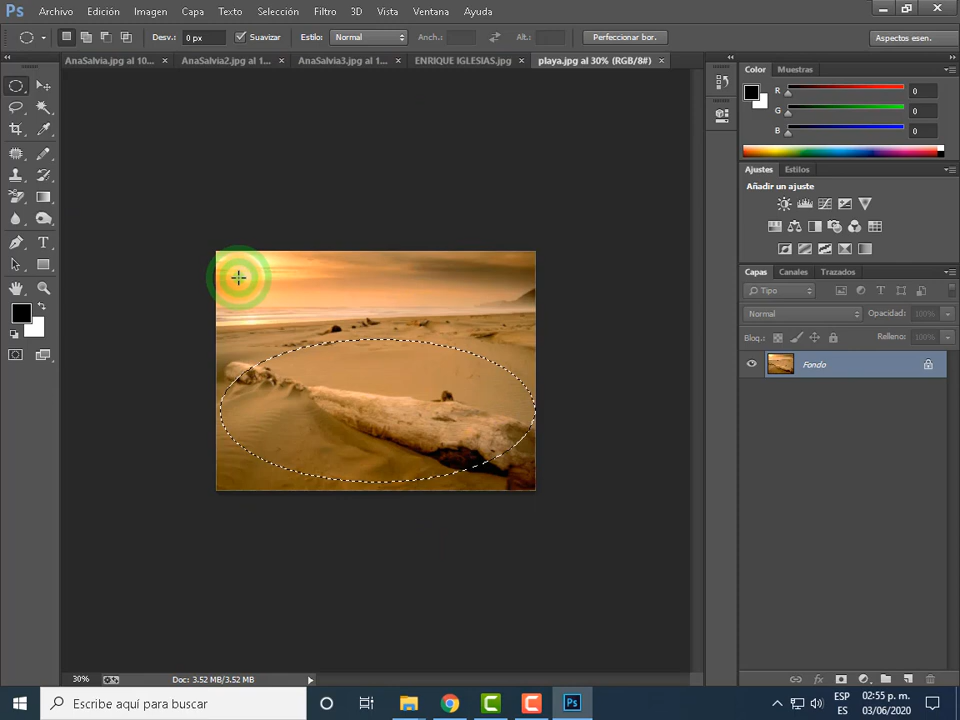 Ps Archivo Edición Imagen Capa Texto Selección Filtro 3D Vista Ventana Ayuda
Desv.: 0 px Suavizar Estilo: Normal Anch.: Alt.: Perfeccionar bor. Aspectos esen.
AnaSalvia.jpg al 10... × AnaSalvia2.jpg al 1... × AnaSalvia3.jpg al 1... × ENRIQUE IGLESIAS.jpg × playa.jpg al 30% (RGB/8#) ×
Color Muestras
R 0
G 0
B 0
Ajustes Estilos
Añadir un ajuste
Capas Canales Trazados
Tipo
Normal Opacidad: 100%
Bloq.: Relleno: 100%
Fondo
30% Doc: 3.52 MB/3.52 MB
Escribe aquí para buscar
Ps
ESP 02:55 p. m.
ES 03/06/2020